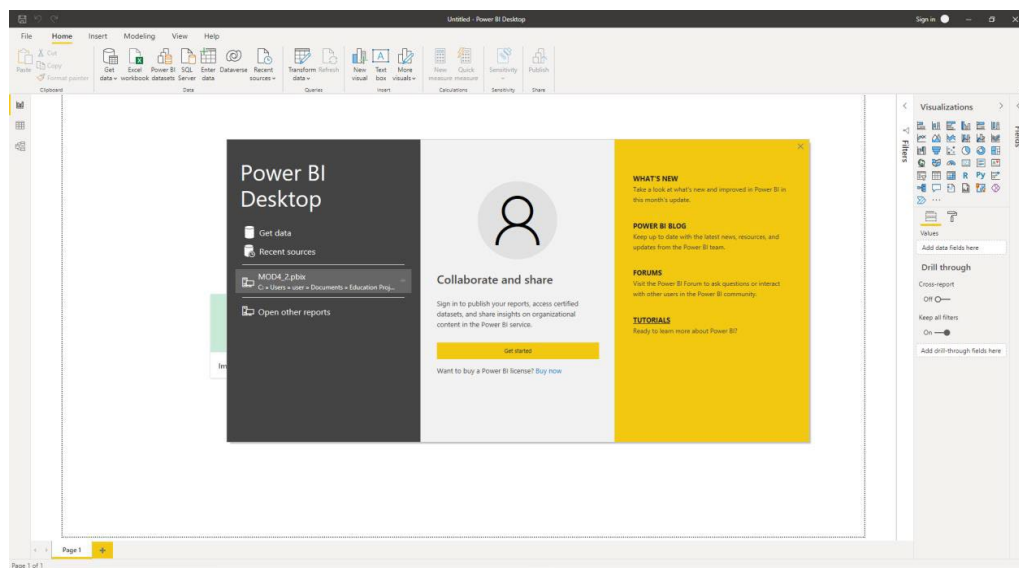 Untitled - Power BI Desktop
Sign in
File Home Insert Modeling View Help
Paste
Cut
Copy
Format painter
Clipboard
Get data
Excel workbook
Power BI datasets
SQL Server
Enter data
Dataverse
Recent sources
Data
Transform data
Refresh
Queries
New visual
Text box
More visuals
Insert
New measure
Quick measure
Calculations
Sensitivity
Sensitivity
Publish
Share
Power BI
Desktop
Get data
Recent sources
MOD4_2.pbix
C: » Users » user » Documents » Education Proj...
Open other reports
Im
Collaborate and share
Sign in to publish your reports, access certified
datasets, and share insights on organizational
content in the Power BI service.
Get started
Want to buy a Power BI license? Buy now
WHAT'S NEW
Take a look at what's new and improved in Power BI in
this month's update.
POWER BI BLOG
Keep up to date with the latest news, resources, and
updates from the Power BI team.
FORUMS
Visit the Power BI Forum to ask questions or interact
with other users in the Power BI community.
TUTORIALS
Ready to learn more about Power BI?
Filters
Visualizations
R Py
Values
Add data fields here
Drill through
Cross-report
Off
Keep all filters
On
Add drill-through fields here
Fields
Page 1
Page 1 of 1